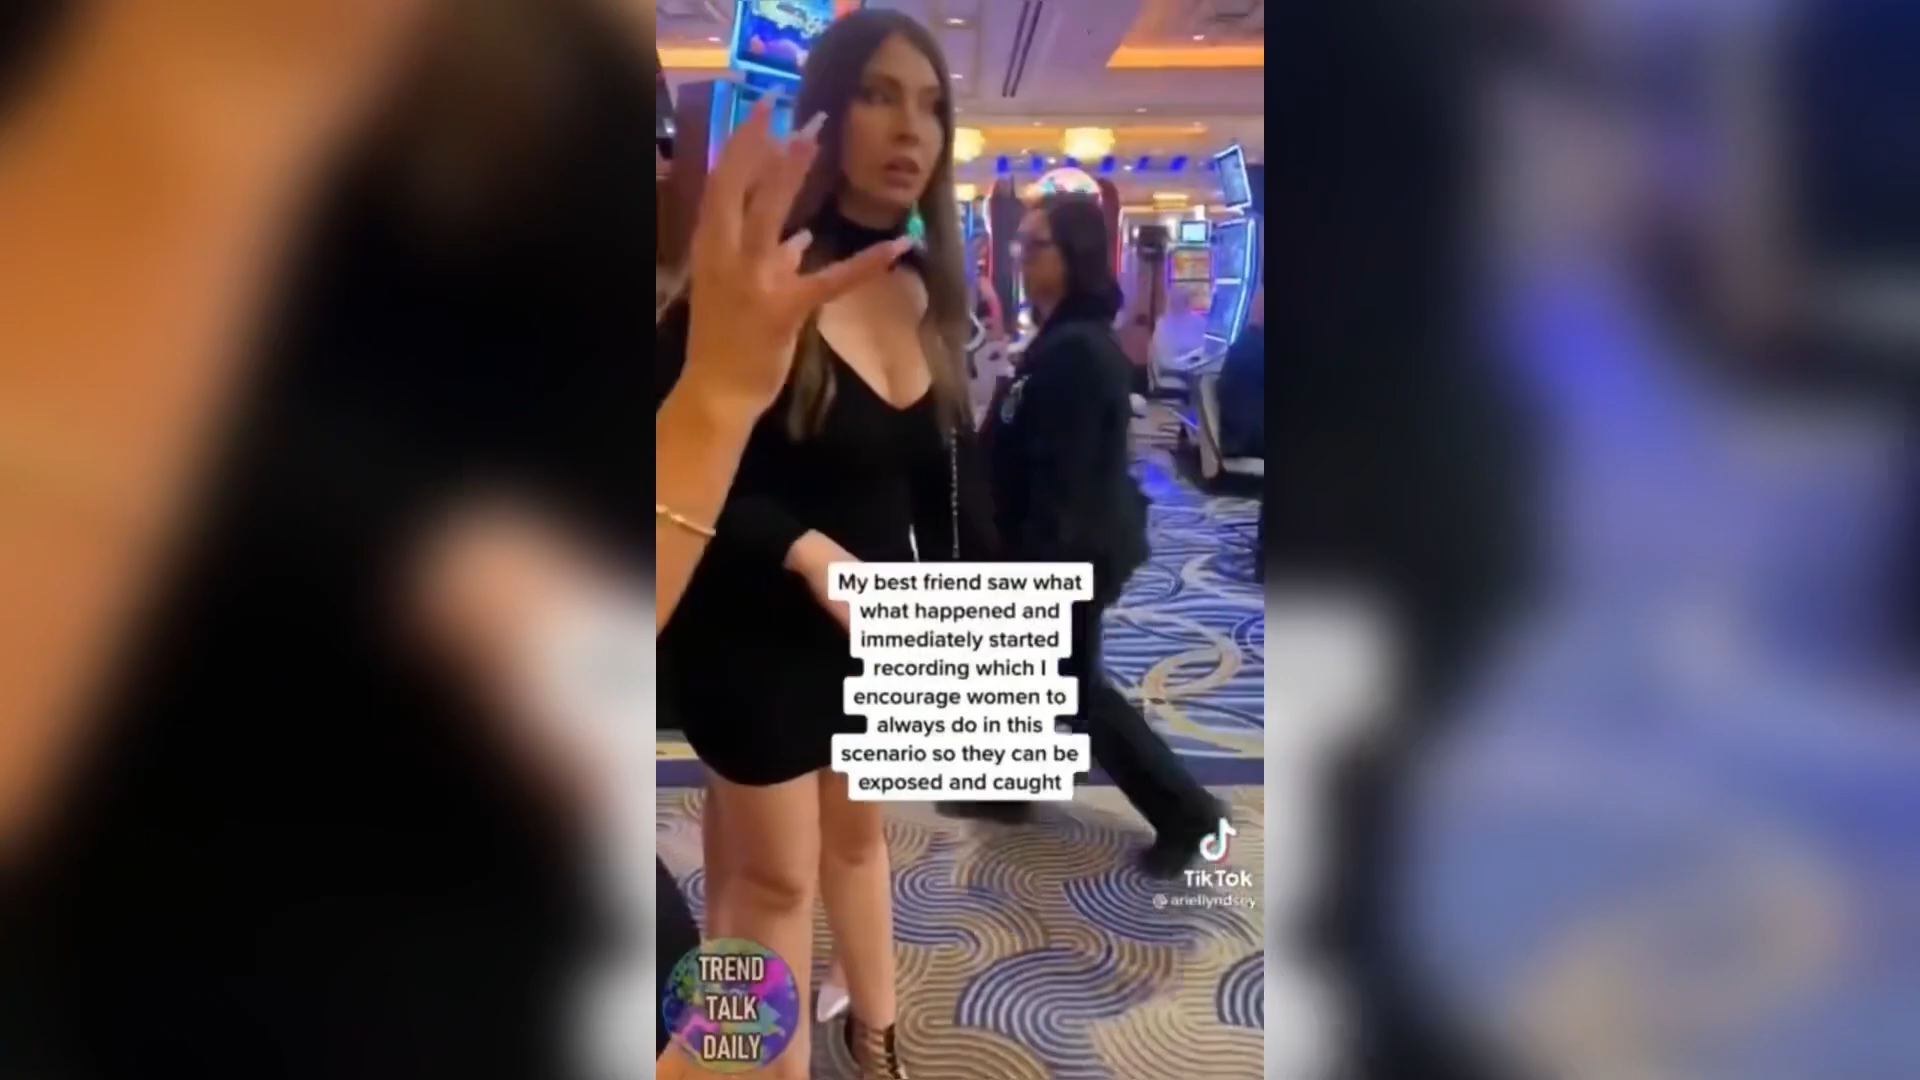 My best friend saw what
what happened and
immediately started
recording which I
encourage women to
always do in this
scenario so they can be
exposed and caught
TikTok
@ariellyndsey
TREND
TALK
DAILY